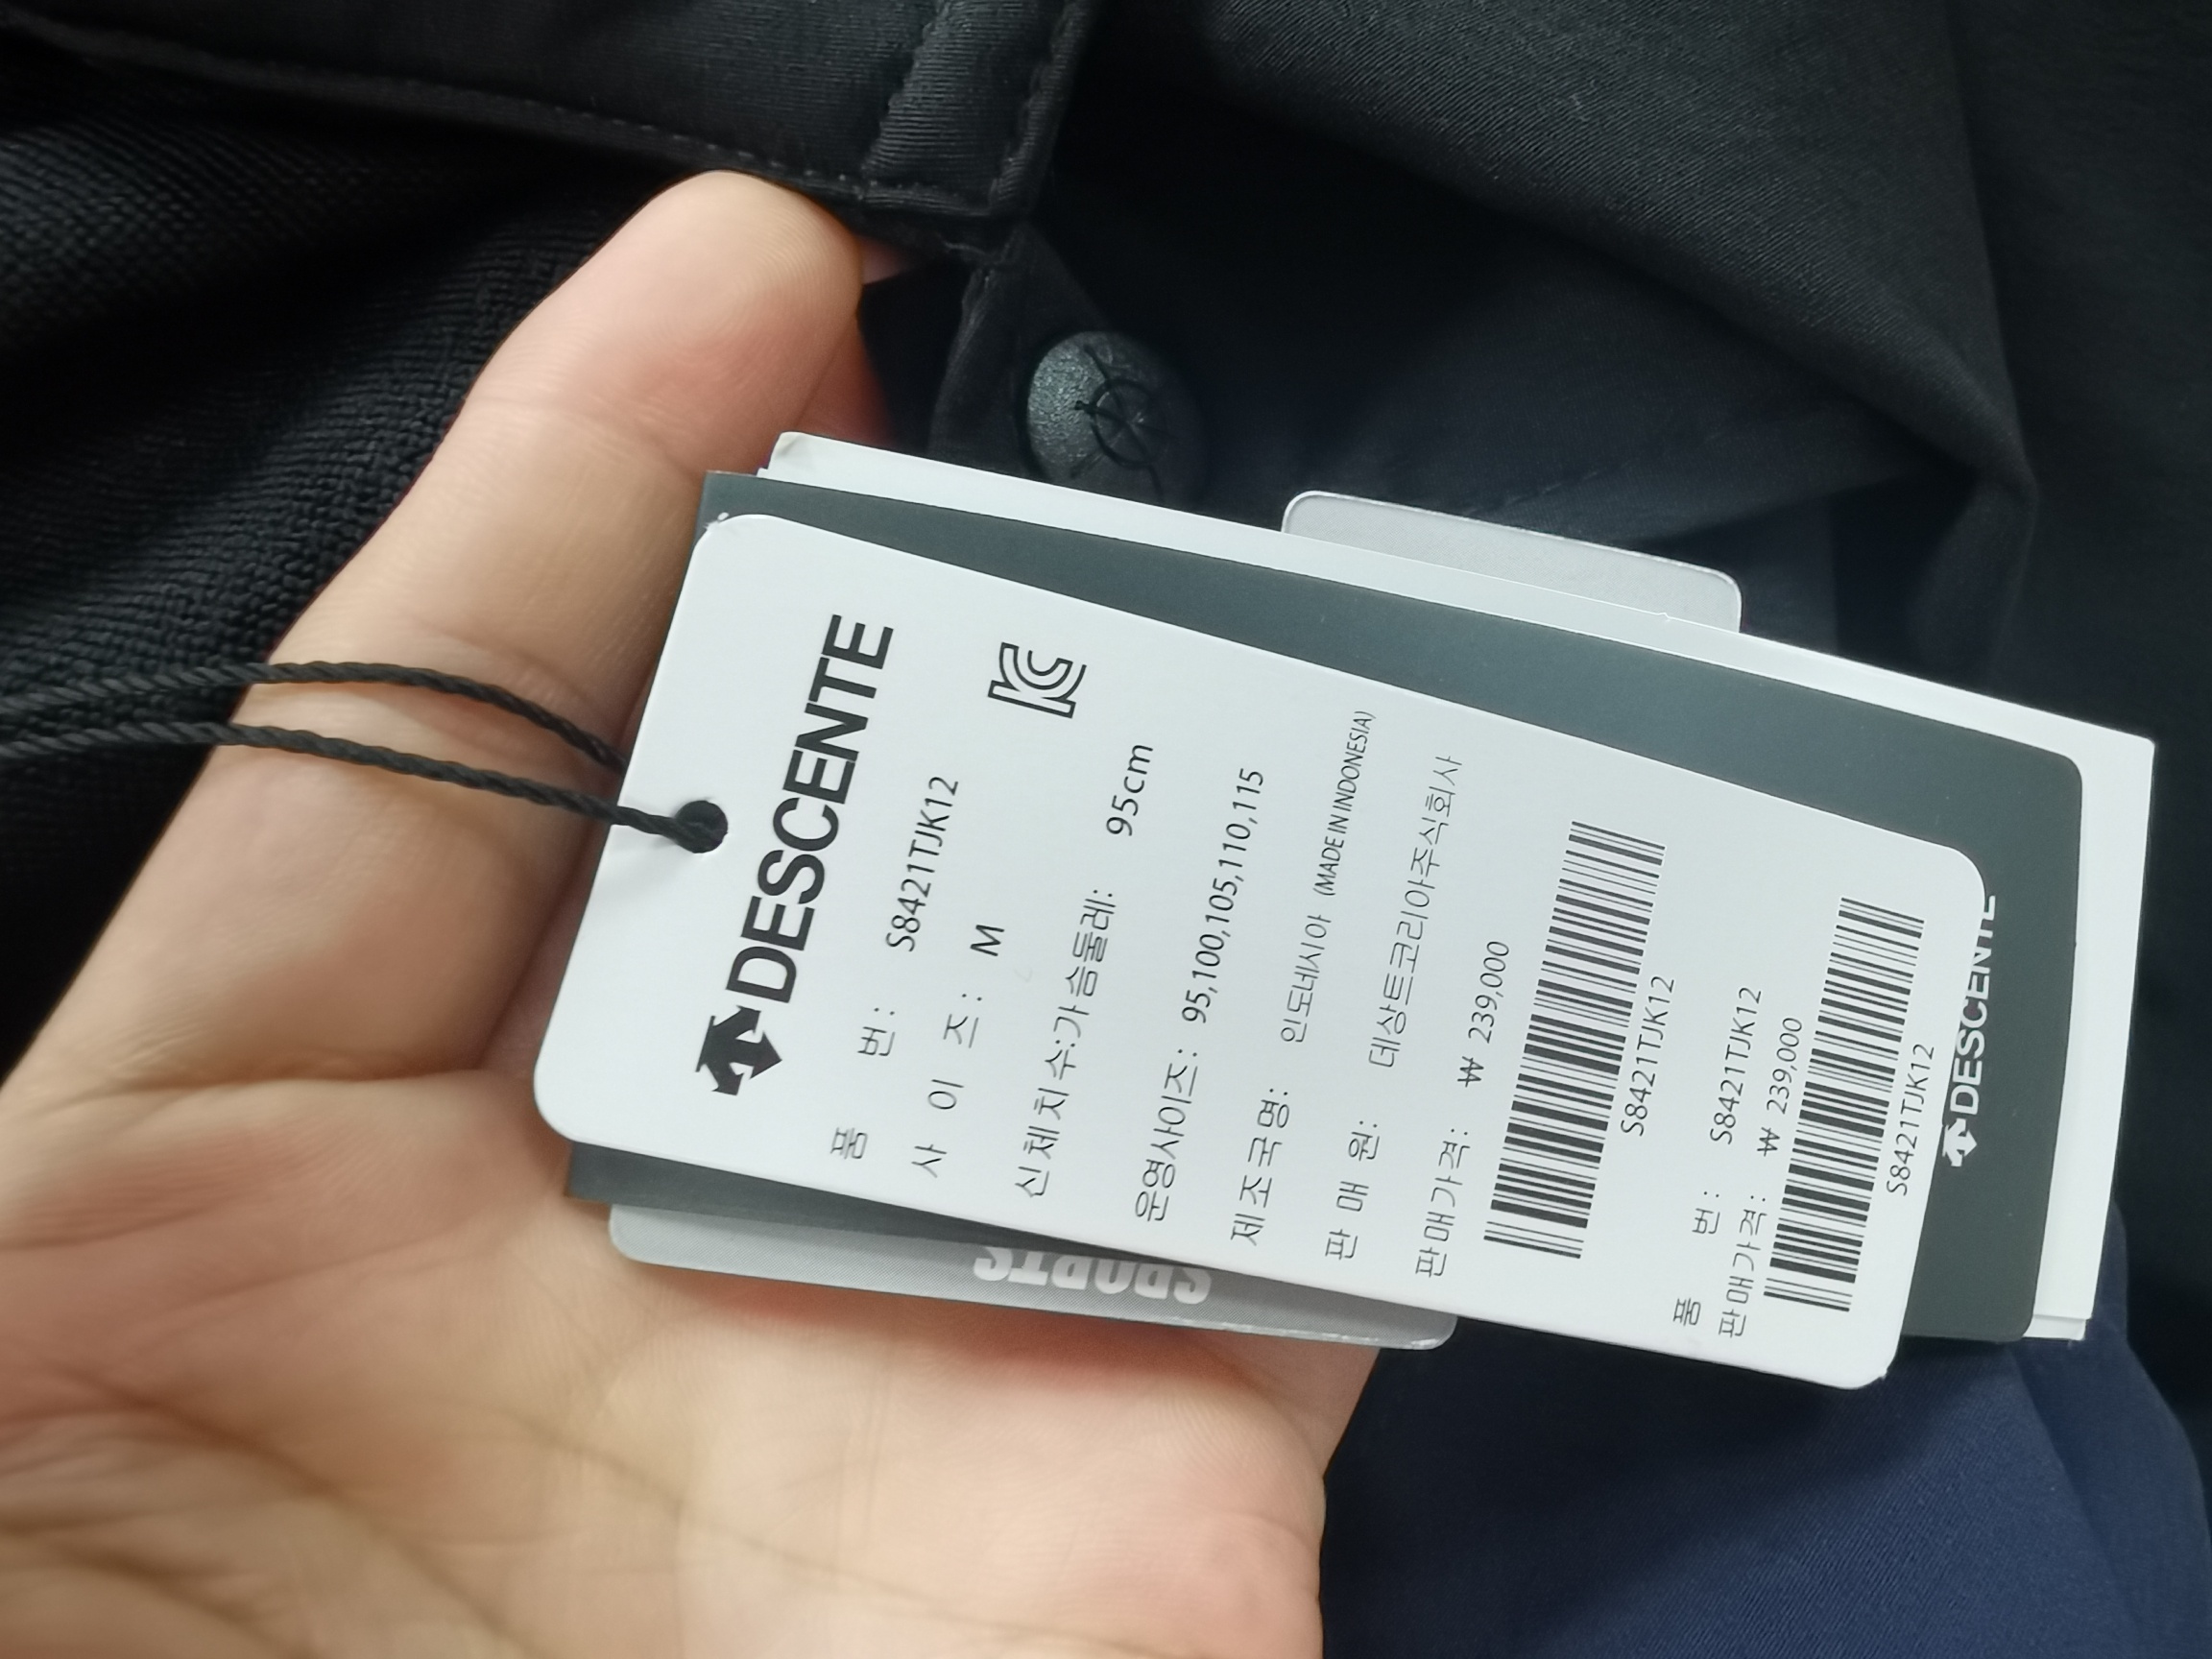 DESCENTE
품 번: S8421TJK12
사 이 즈: M
신체치수:가슴둘레: 95cm
운영사이즈: 95,100,105,110,115
제조국명: 인도네시아 (MADE IN INDONESIA)
판 매 원: 데상트코리아주식회사
판매가격: ₩ 239,000
S8421TJK12
품 번: S8421TJK12
판매가격: ₩ 239,000
S8421TJK12
DESCENTE
SPORTS